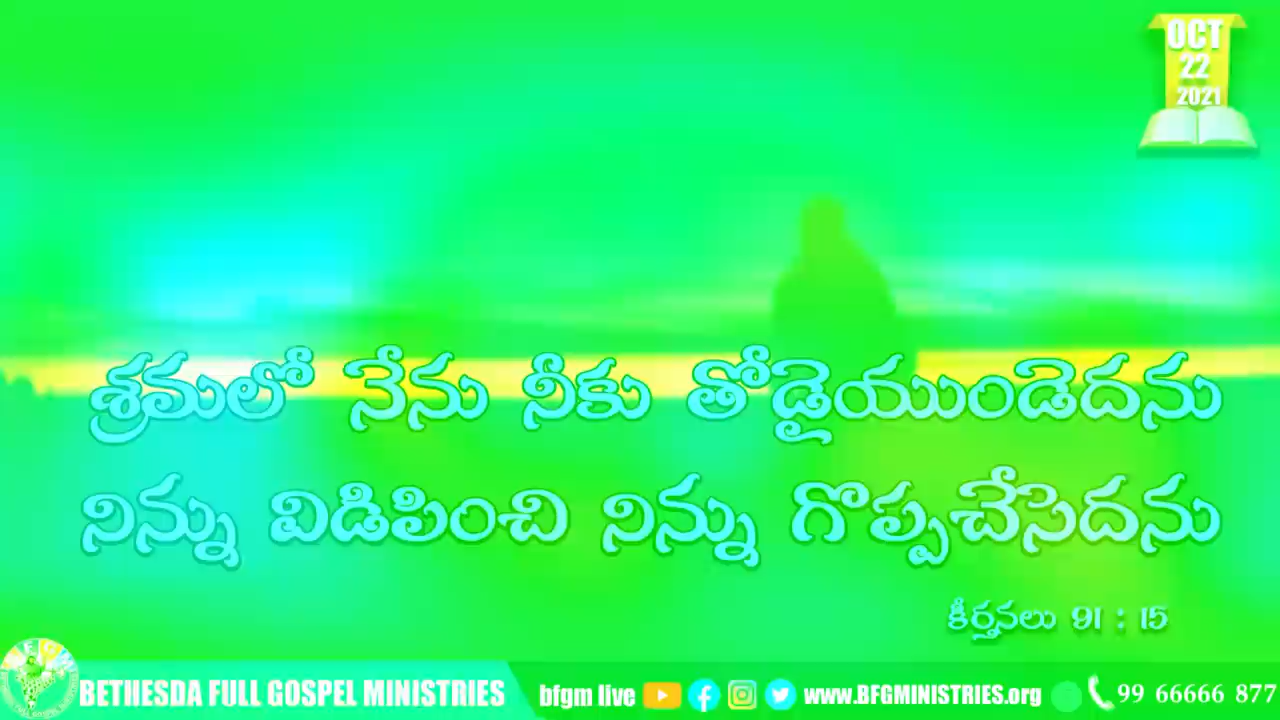 OCT
22
2021
శ్రమలో నేను నీకు తోడైయుండెదను
నిన్ను విడిపించి నిన్ను గొప్పచేసెదను
కీర్తనలు 91 : 15
BETHESDA FULL GOSPEL MINISTRIES
bfgm live
www.BFGMINISTRIES.org
99 66666 877